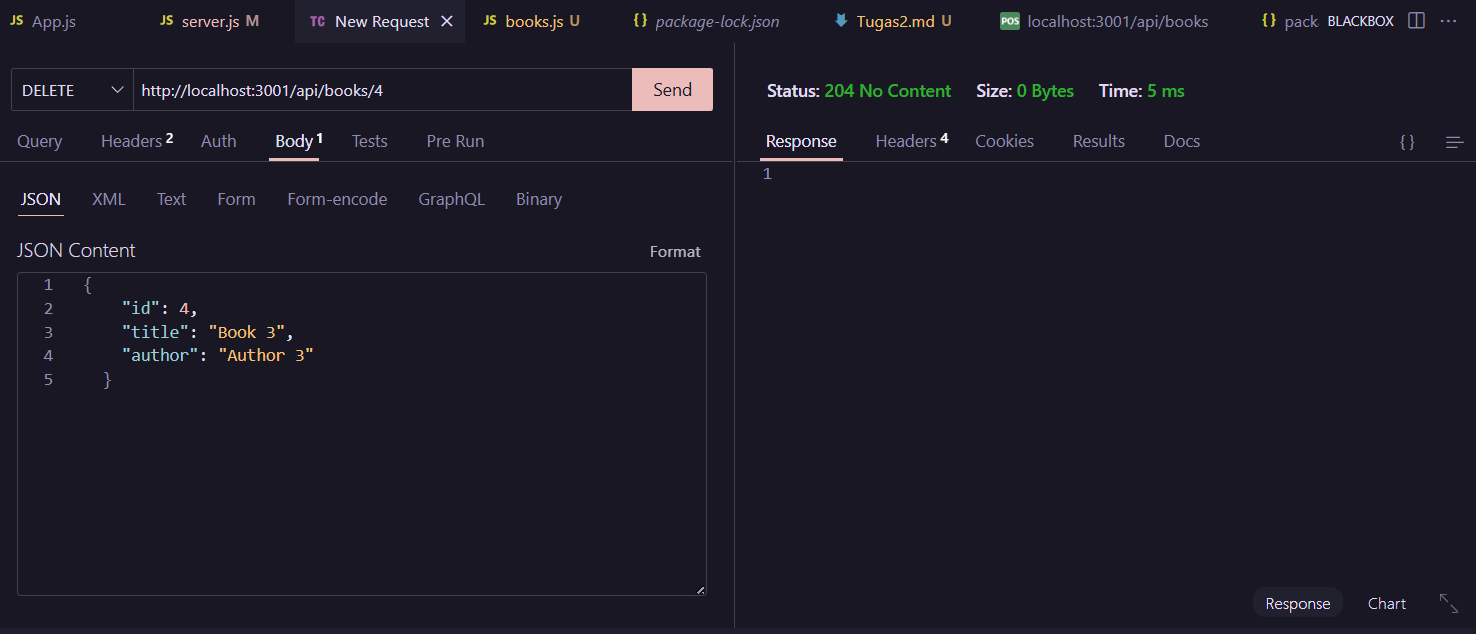 JS App.js JS server.js M TC New Request JS books.js U {} package-lock.json Tugas2.md U POS localhost:3001/api/books {} pack BLACKBOX ···
DELETE http://localhost:3001/api/books/4 Send
Status: 204 No Content Size: 0 Bytes Time: 5 ms
Query Headers 2 Auth Body 1 Tests Pre Run
Response Headers 4 Cookies Results Docs {}
1
JSON XML Text Form Form-encode GraphQL Binary
JSON Content Format
1 {
2 "id": 4,
3 "title": "Book 3",
4 "author": "Author 3"
5 }
Response Chart